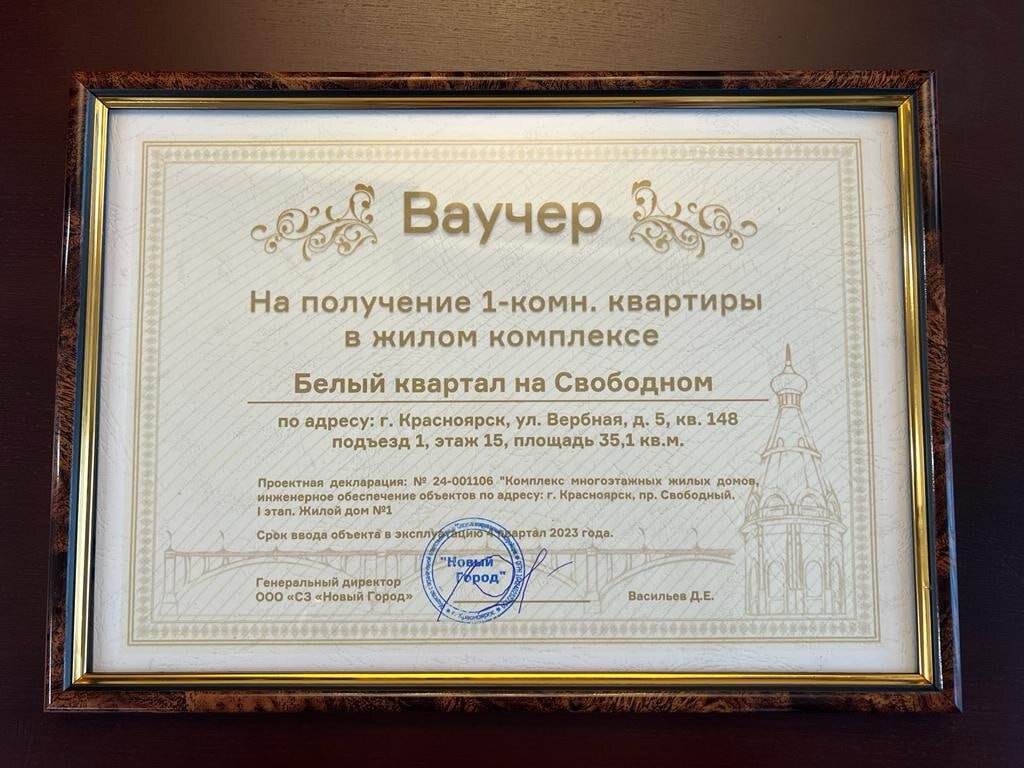 Ваучер
На получение 1-комн. квартиры
в жилом комплексе
Белый квартал на Свободном
по адресу: г. Красноярск, ул. Вербная, д. 5, кв. 148
подъезд 1, этаж 15, площадь 35,1 кв.м.
Проектная декларация: № 24-001106 "Комплекс многоэтажных жилых домов,
инженерное обеспечение объектов по адресу: г. Красноярск, пр. Свободный.
I этап. Жилой дом №1
Срок ввода объекта в эксплуатацию 4 квартал 2023 года.
"Новый
Город"
г. Красноярск
Генеральный директор
ООО «СЗ «Новый Город»
Васильев Д.Е.